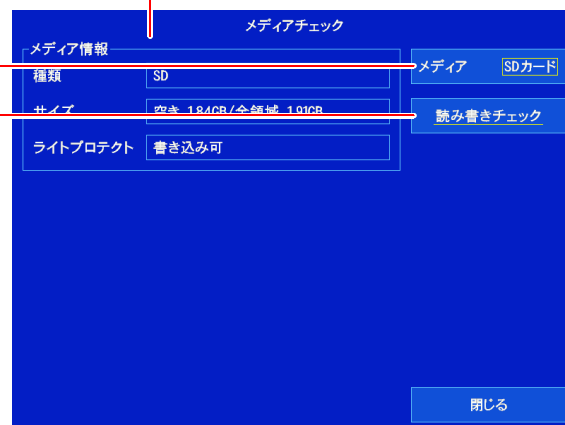 メディアチェック
メディア情報
種類 SD
サイズ 空き 1.84GB/全領域 1.91GB
ライトプロテクト 書き込み可
メディア SDカード
読み書きチェック
閉じる